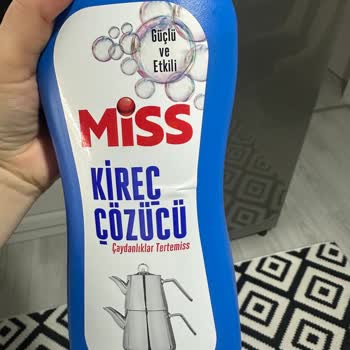 Güçlü
ve
Etkili
MiSS
KİREÇ
ÇÖZÜCÜ
Çaydanlıklar Tertemiss